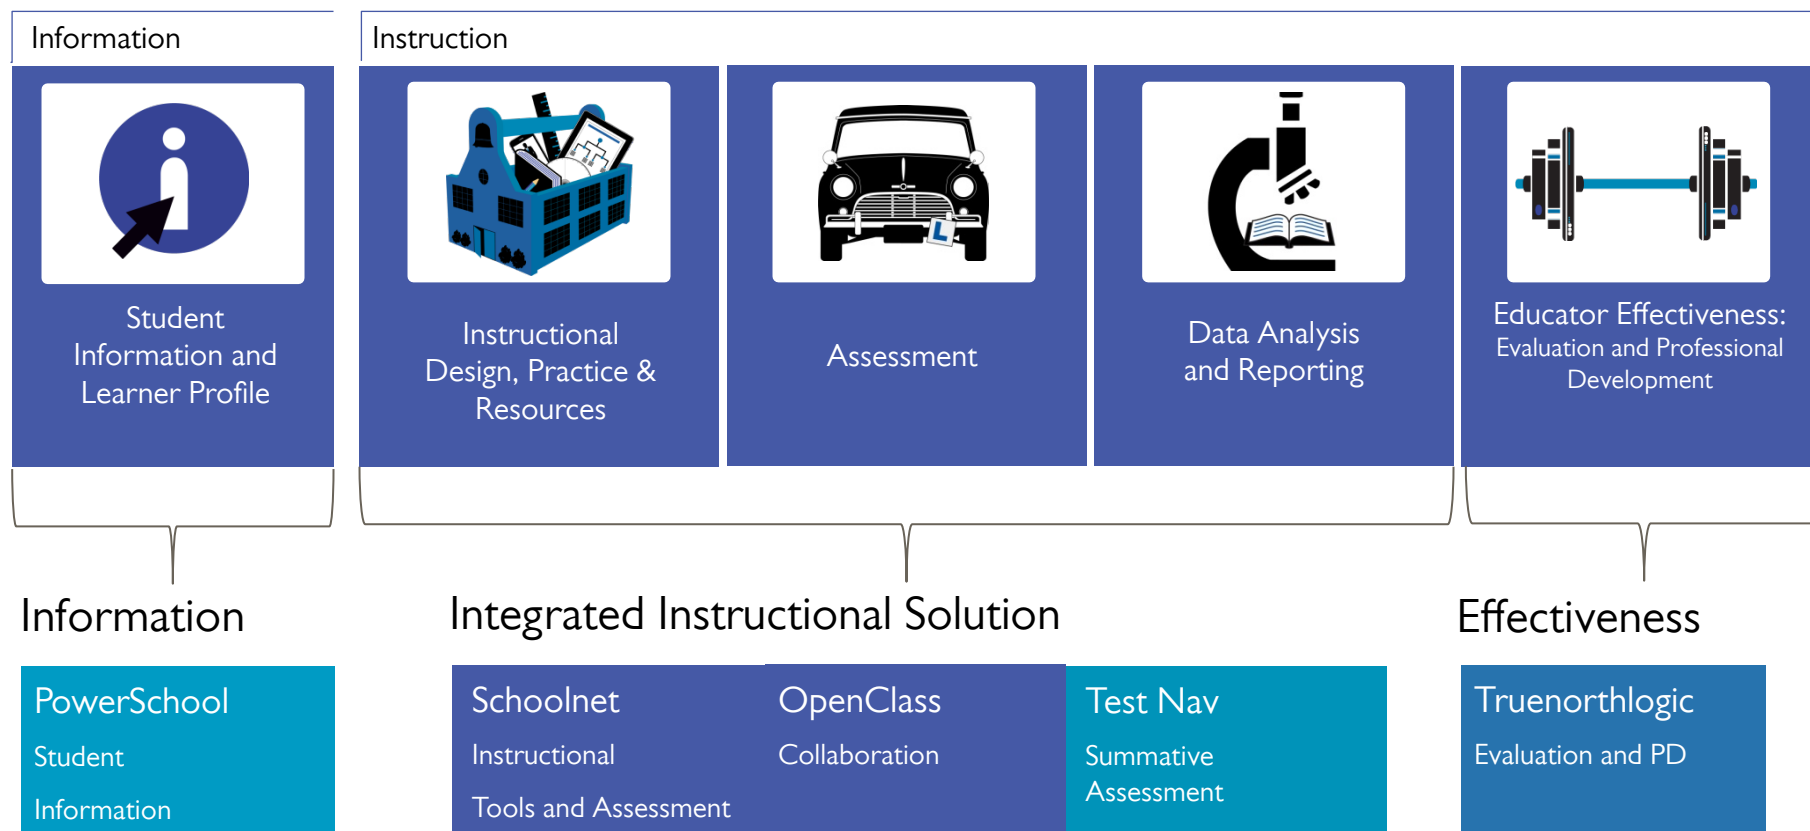 Information
Instruction
Student
Information and
Learner Profile
Instructional
Design, Practice &
Resources
Assessment
L
Data Analysis
and Reporting
Educator Effectiveness:
Evaluation and Professional
Development
Information
Integrated Instructional Solution
Effectiveness
PowerSchool
Student
Information
Schoolnet
Instructional
Tools and Assessment
OpenClass
Collaboration
Test Nav
Summative
Assessment
Truenorthlogic
Evaluation and PD